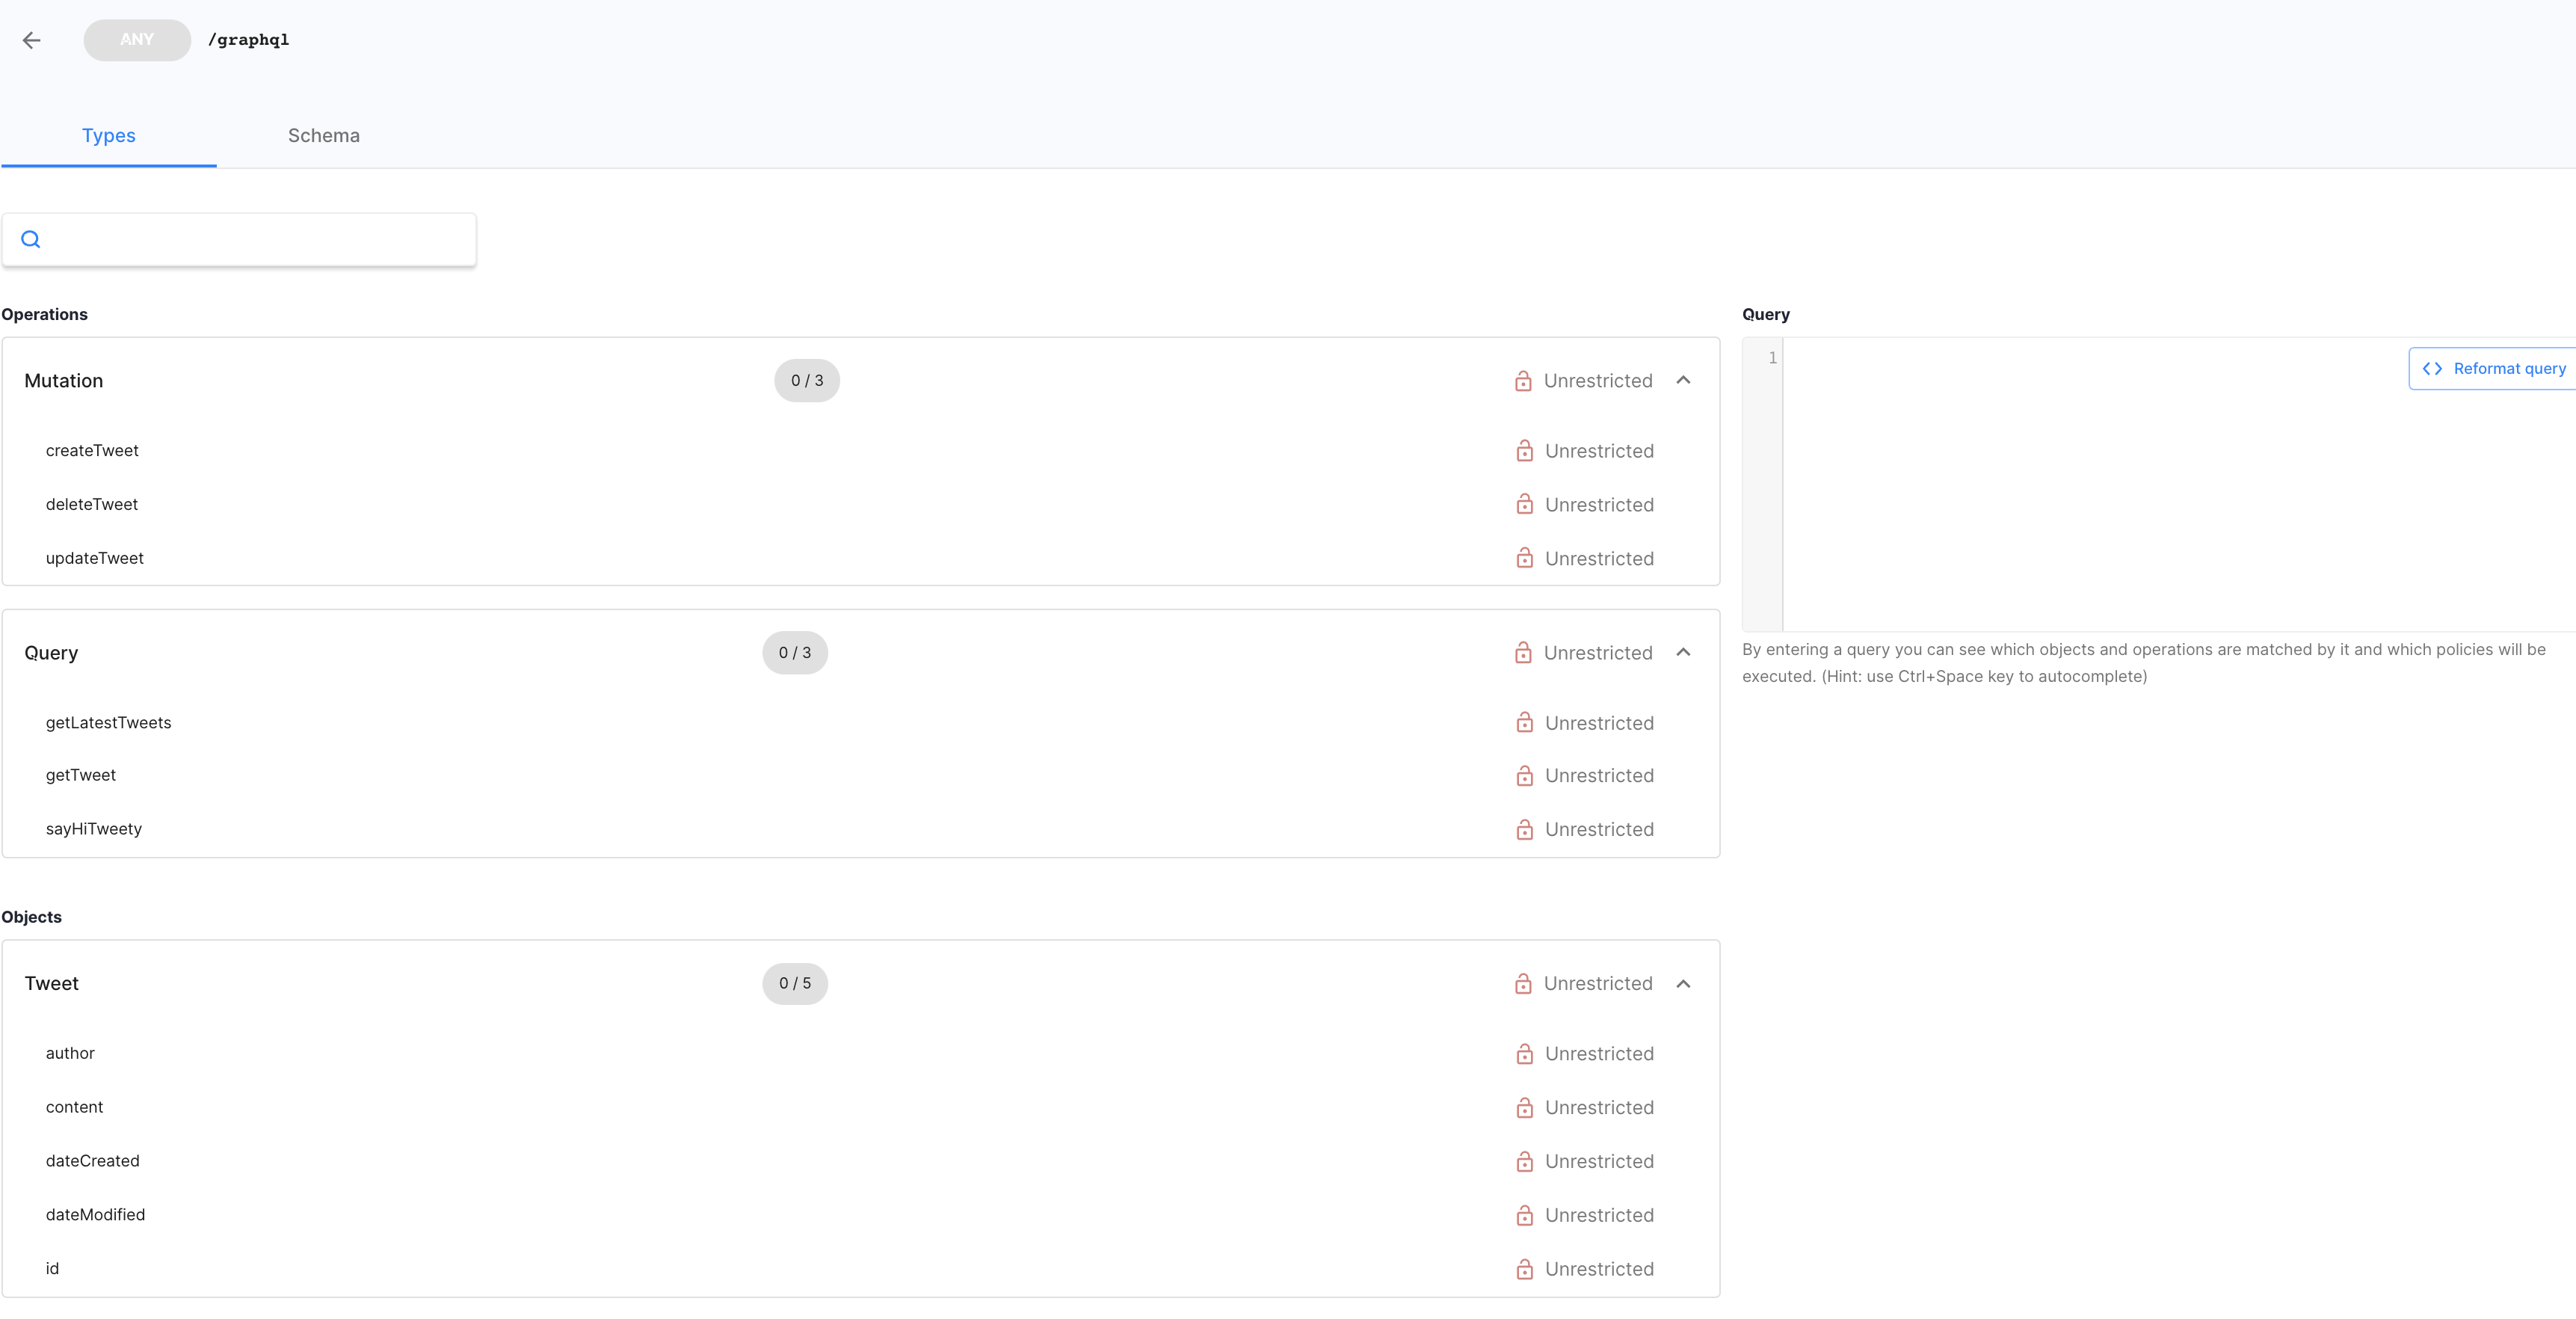 ANY /graphql
Types Schema
Operations
Mutation 0 / 3 Unrestricted
createTweet Unrestricted
deleteTweet Unrestricted
updateTweet Unrestricted
Query 0 / 3 Unrestricted
getLatestTweets Unrestricted
getTweet Unrestricted
sayHiTweety Unrestricted
Objects
Tweet 0 / 5 Unrestricted
author Unrestricted
content Unrestricted
dateCreated Unrestricted
dateModified Unrestricted
id Unrestricted
Query
1
Reformat query
By entering a query you can see which objects and operations are matched by it and which policies will be
executed. (Hint: use Ctrl+Space key to autocomplete)